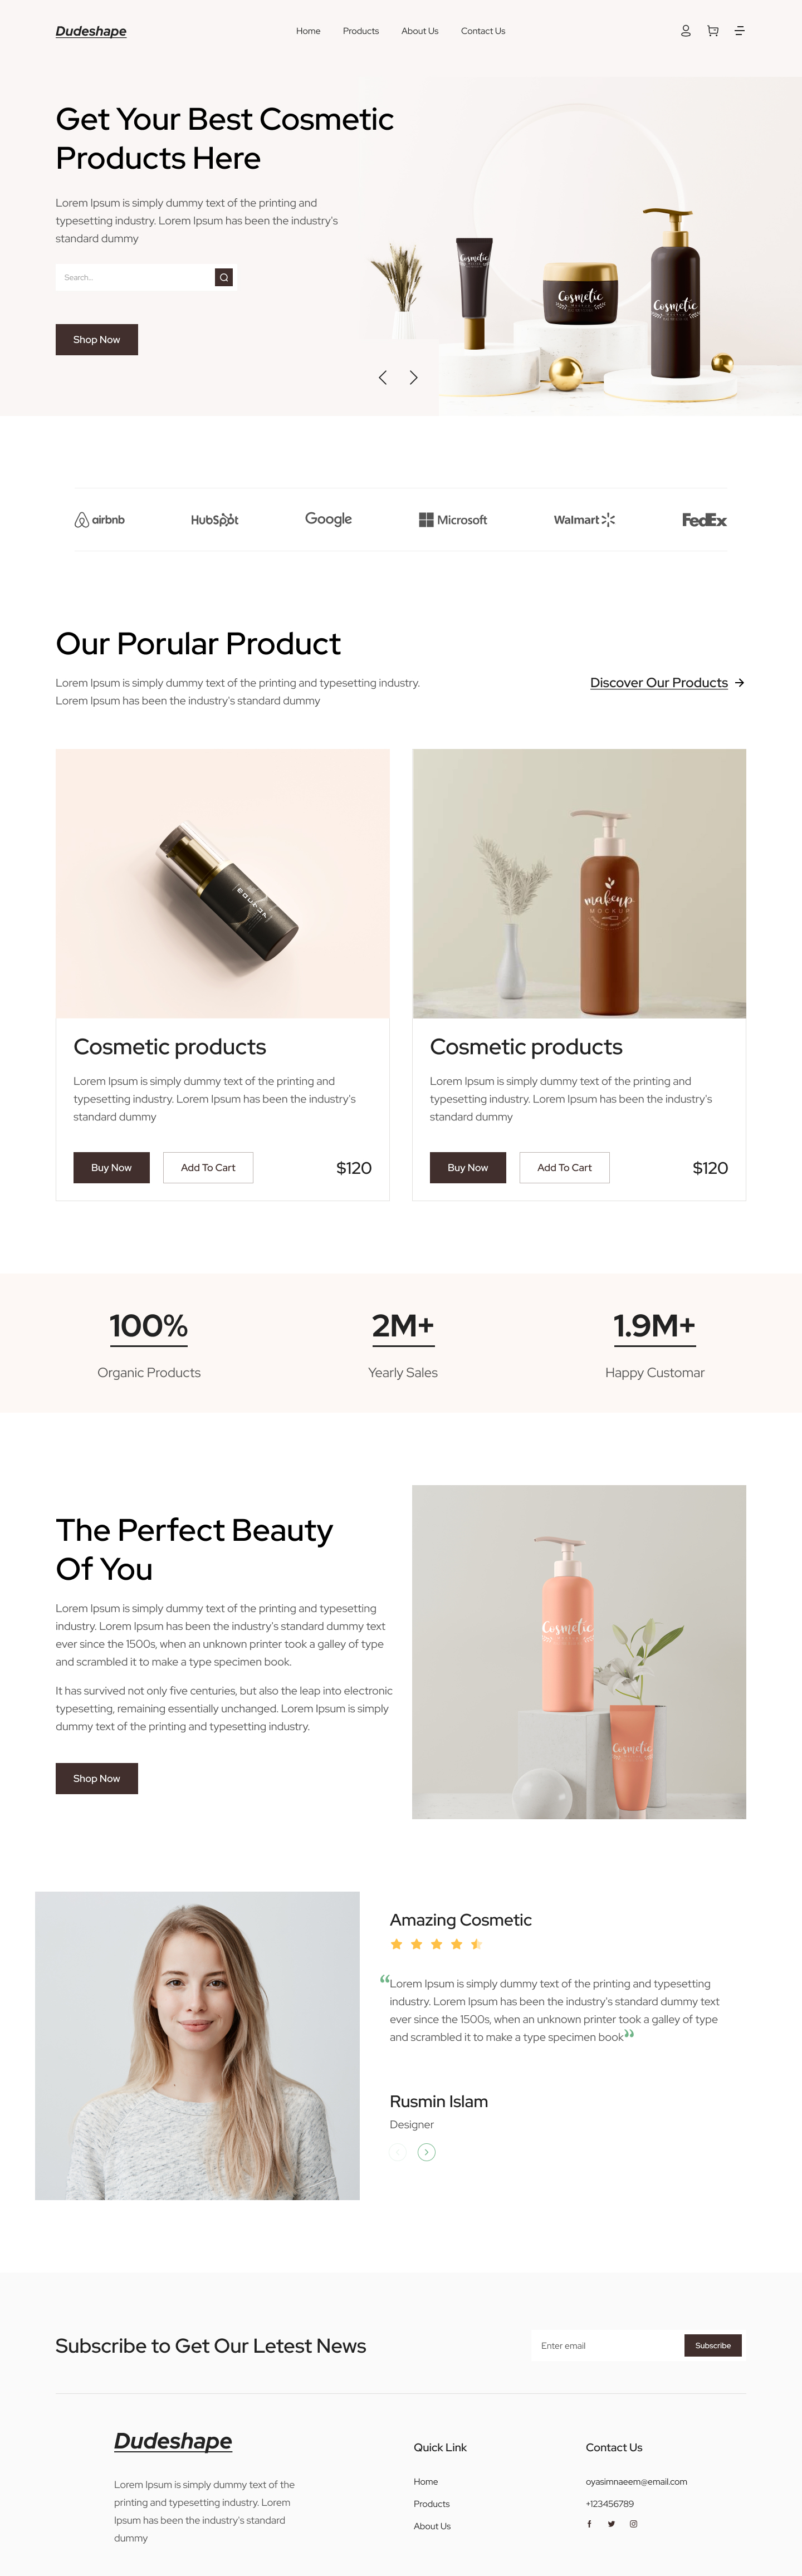 Dudeshape
Home
Products
About Us
Contact Us
Get Your Best Cosmetic
Products Here
Lorem Ipsum is simply dummy text of the printing and
typesetting industry. Lorem Ipsum has been the industry's
standard dummy
Search...
Shop Now
Cosmetic
Cosmetic
Cosmetic
airbnb
HubSpot
Google
Microsoft
Walmart
FedEx
Our Porular Product
Lorem Ipsum is simply dummy text of the printing and typesetting industry.
Lorem Ipsum has been the industry's standard dummy
Discover Our Products
makeup
MOCKUP
Cosmetic products
Lorem Ipsum is simply dummy text of the printing and
typesetting industry. Lorem Ipsum has been the industry's
standard dummy
Buy Now
Add To Cart
$120
Cosmetic products
Lorem Ipsum is simply dummy text of the printing and
typesetting industry. Lorem Ipsum has been the industry's
standard dummy
Buy Now
Add To Cart
$120
100%
Organic Products
2M+
Yearly Sales
1.9M+
Happy Customar
The Perfect Beauty
Of You
Lorem Ipsum is simply dummy text of the printing and typesetting
industry. Lorem Ipsum has been the industry's standard dummy text
ever since the 1500s, when an unknown printer took a galley of type
and scrambled it to make a type specimen book.
It has survived not only five centuries, but also the leap into electronic
typesetting, remaining essentially unchanged. Lorem Ipsum is simply
dummy text of the printing and typesetting industry.
Shop Now
Cosmetic
Cosmetic
Amazing Cosmetic
“Lorem Ipsum is simply dummy text of the printing and typesetting
industry. Lorem Ipsum has been the industry's standard dummy text
ever since the 1500s, when an unknown printer took a galley of type
and scrambled it to make a type specimen book”
Rusmin Islam
Designer
Subscribe to Get Our Letest News
Enter email
Subscribe
Dudeshape
Lorem Ipsum is simply dummy text of the
printing and typesetting industry. Lorem
Ipsum has been the industry's standard
dummy
Quick Link
Home
Products
About Us
Contact Us
oyasimnaeem@email.com
+123456789